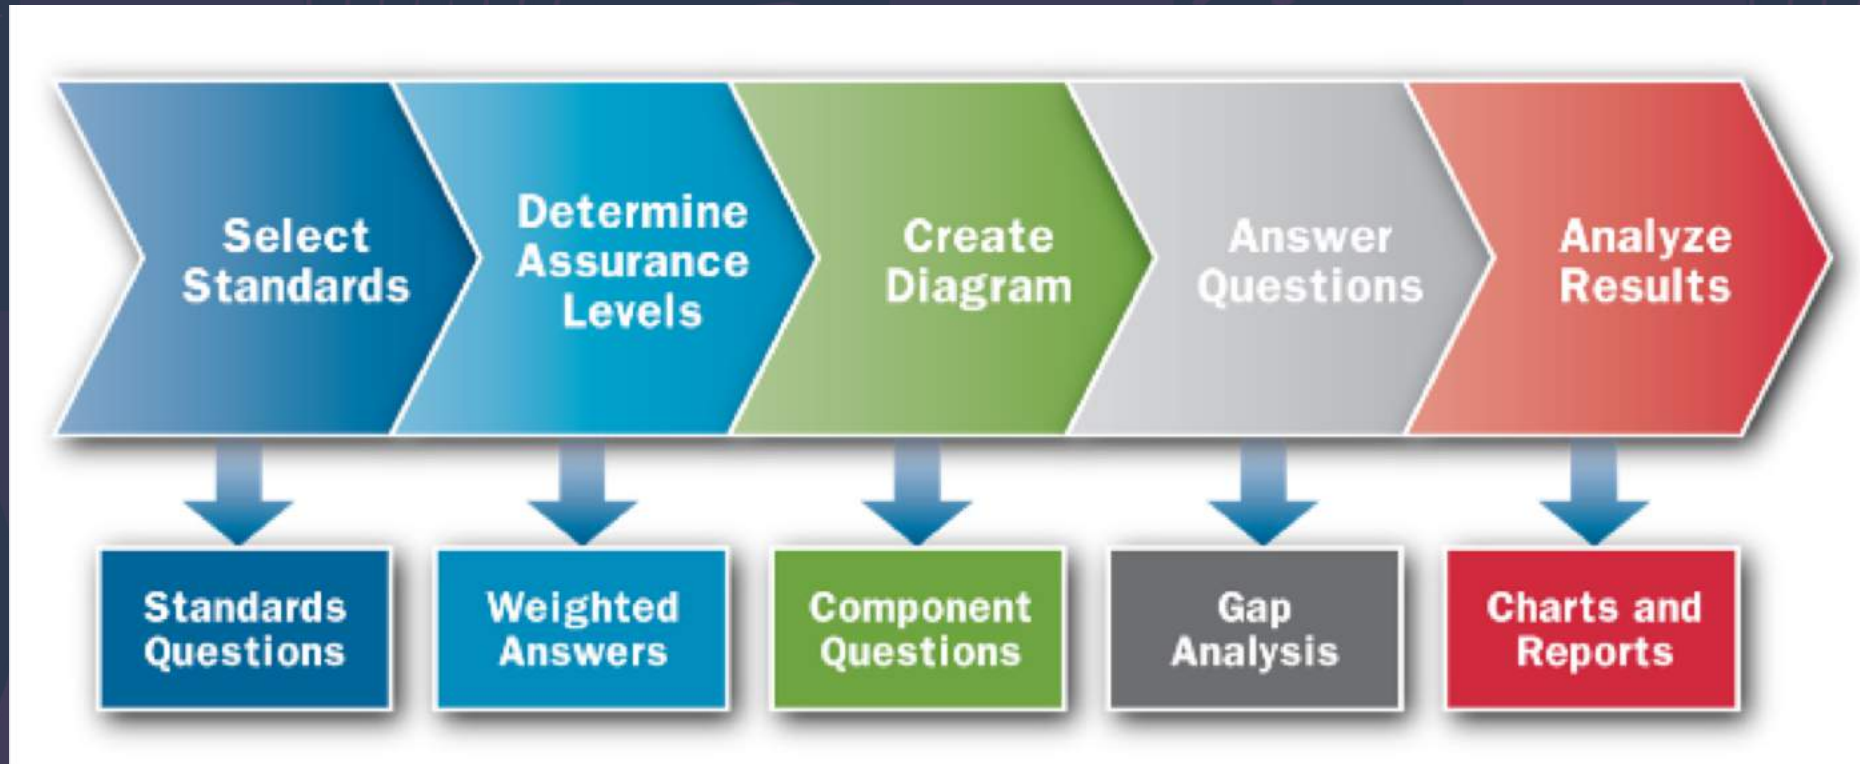 Select
Standards
Determine
Assurance
Levels
Create
Diagram
Answer
Questions
Analyze
Results
Standards
Questions
Weighted
Answers
Component
Questions
Gap
Analysis
Charts and
Reports